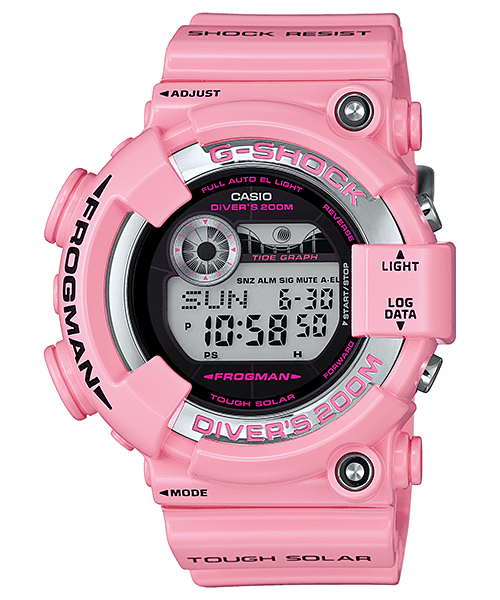 SHOCK RESIST
ADJUST
G-SHOCK
FULL AUTO EL LIGHT
CASIO
DIVER'S 200M
REVERSE
TIDE GRAPH
FROGMAN
LIGHT
SNZ ALM SIG MUTE A-EL
START/STOP
SUN 6-30
LOG
DATA
P 10:58 50
PS H
FORWARD
FROGMAN
TOUGH SOLAR
DIVER'S 200M
MODE
TOUGH SOLAR